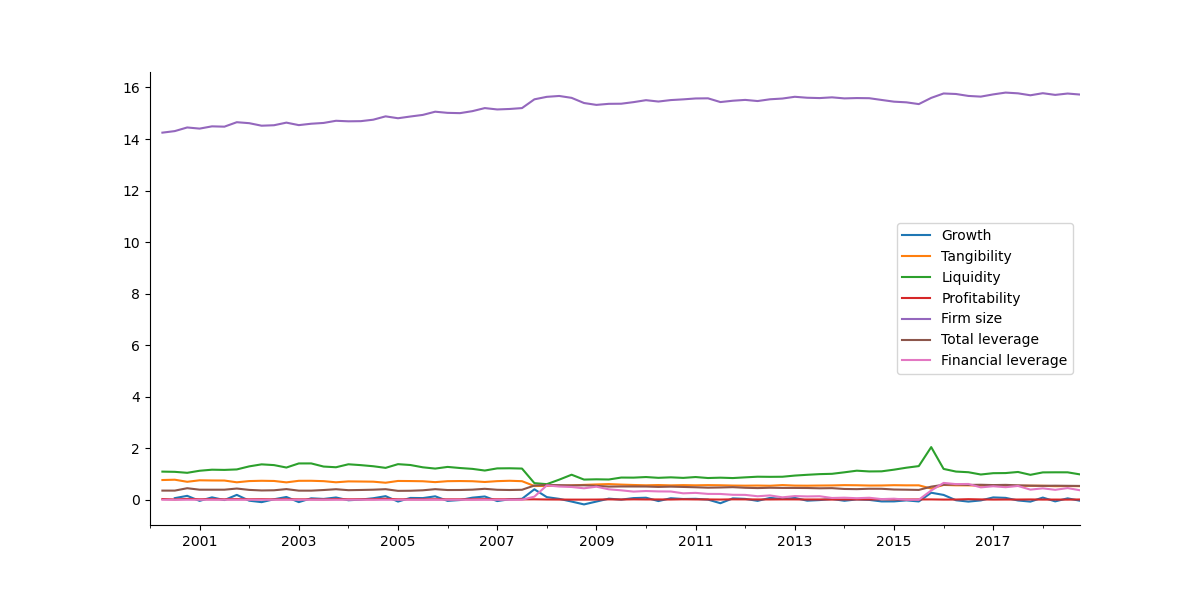 16
14
12
10
8
6
4
2
0
Growth
Tangibility
Liquidity
Profitability
Firm size
Total leverage
Financial leverage
2001 2003 2005 2007 2009 2011 2013 2015 2017